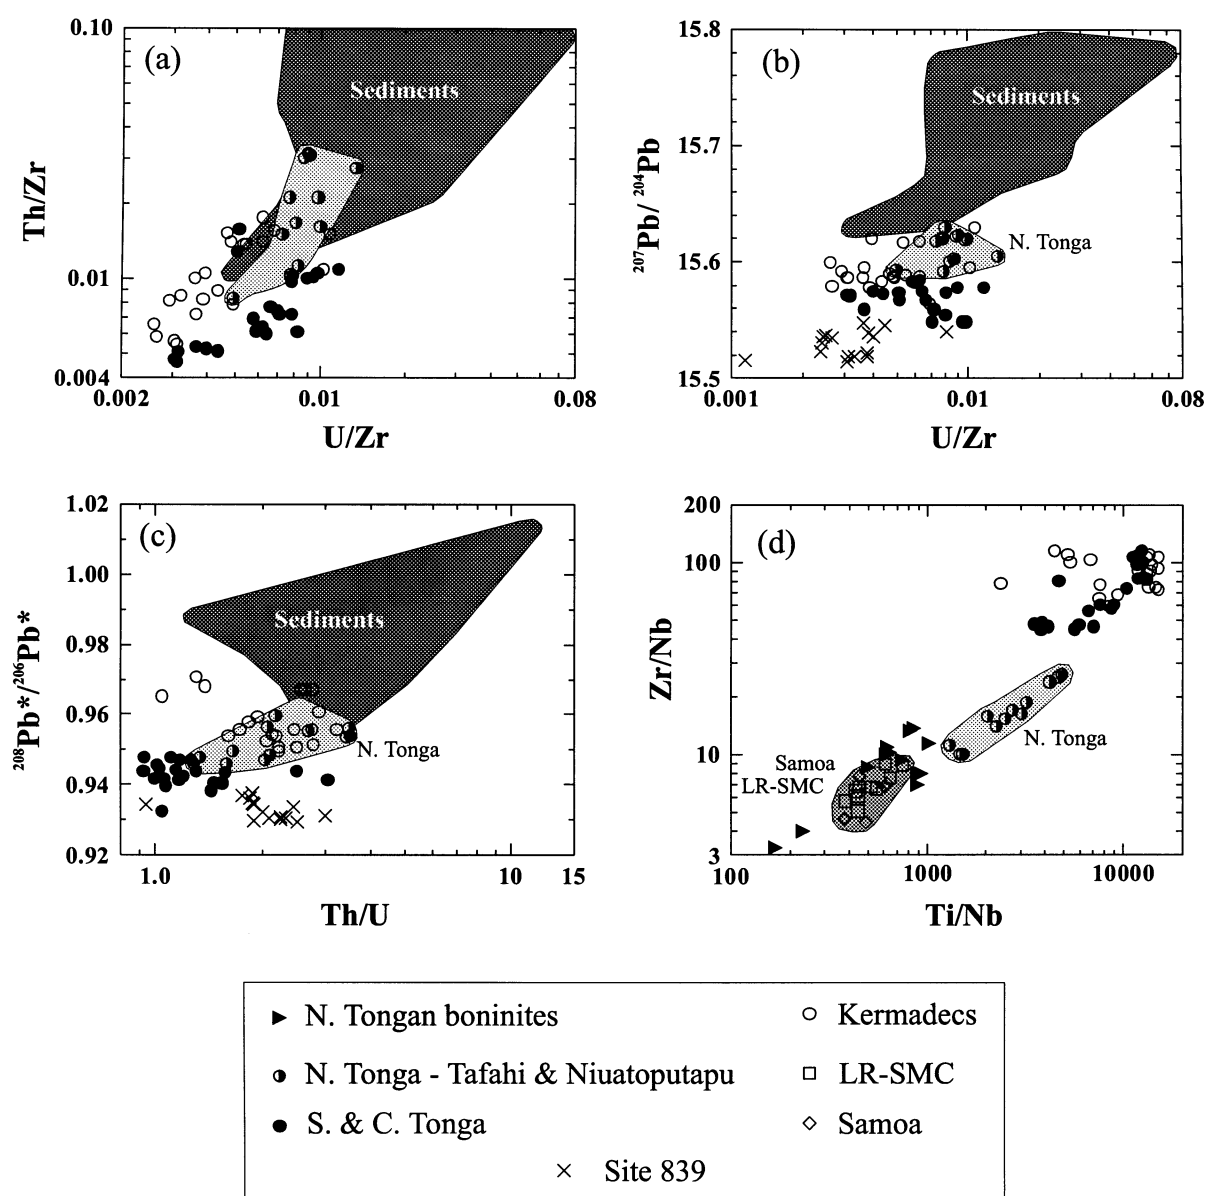 (a)
0.10
0.01
0.004
Th/Zr
Sediments
0.002
0.01
0.08
U/Zr
(b)
15.8
15.7
15.6
15.5
207Pb/ 204Pb
Sediments
N. Tonga
0.001
0.01
0.08
U/Zr
(c)
1.02
1.00
0.98
0.96
0.94
0.92
208Pb*/206Pb*
Sediments
N. Tonga
1.0
10
15
Th/U
(d)
200
100
10
3
Zr/Nb
Samoa
LR-SMC
N. Tonga
100
1000
10000
Ti/Nb
N. Tongan boninites
Kermadecs
N. Tonga - Tafahi & Niuatoputapu
LR-SMC
S. & C. Tonga
Samoa
Site 839